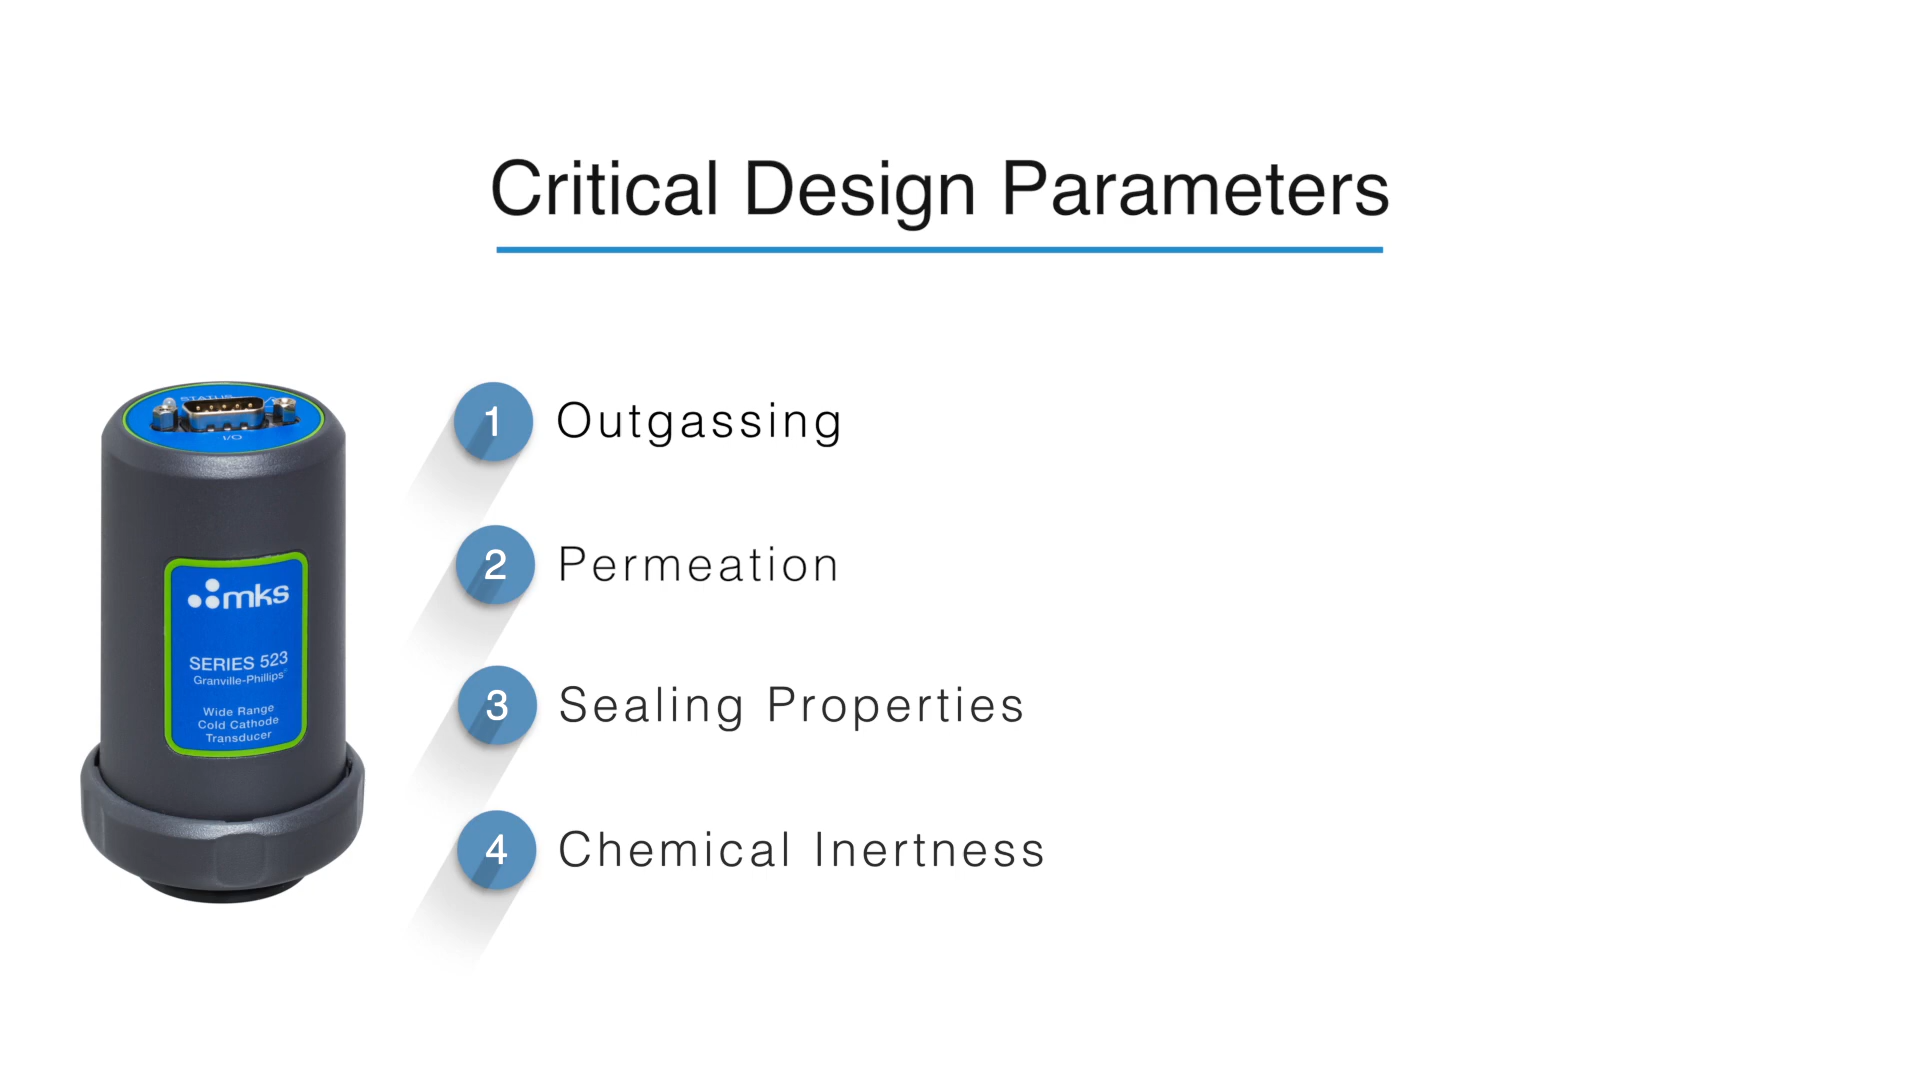 Critical Design Parameters
STATUS
I/O
mks
SERIES 523
Granville-Phillips®
Wide Range
Cold Cathode
Transducer
1 Outgassing
2 Permeation
3 Sealing Properties
4 Chemical Inertness